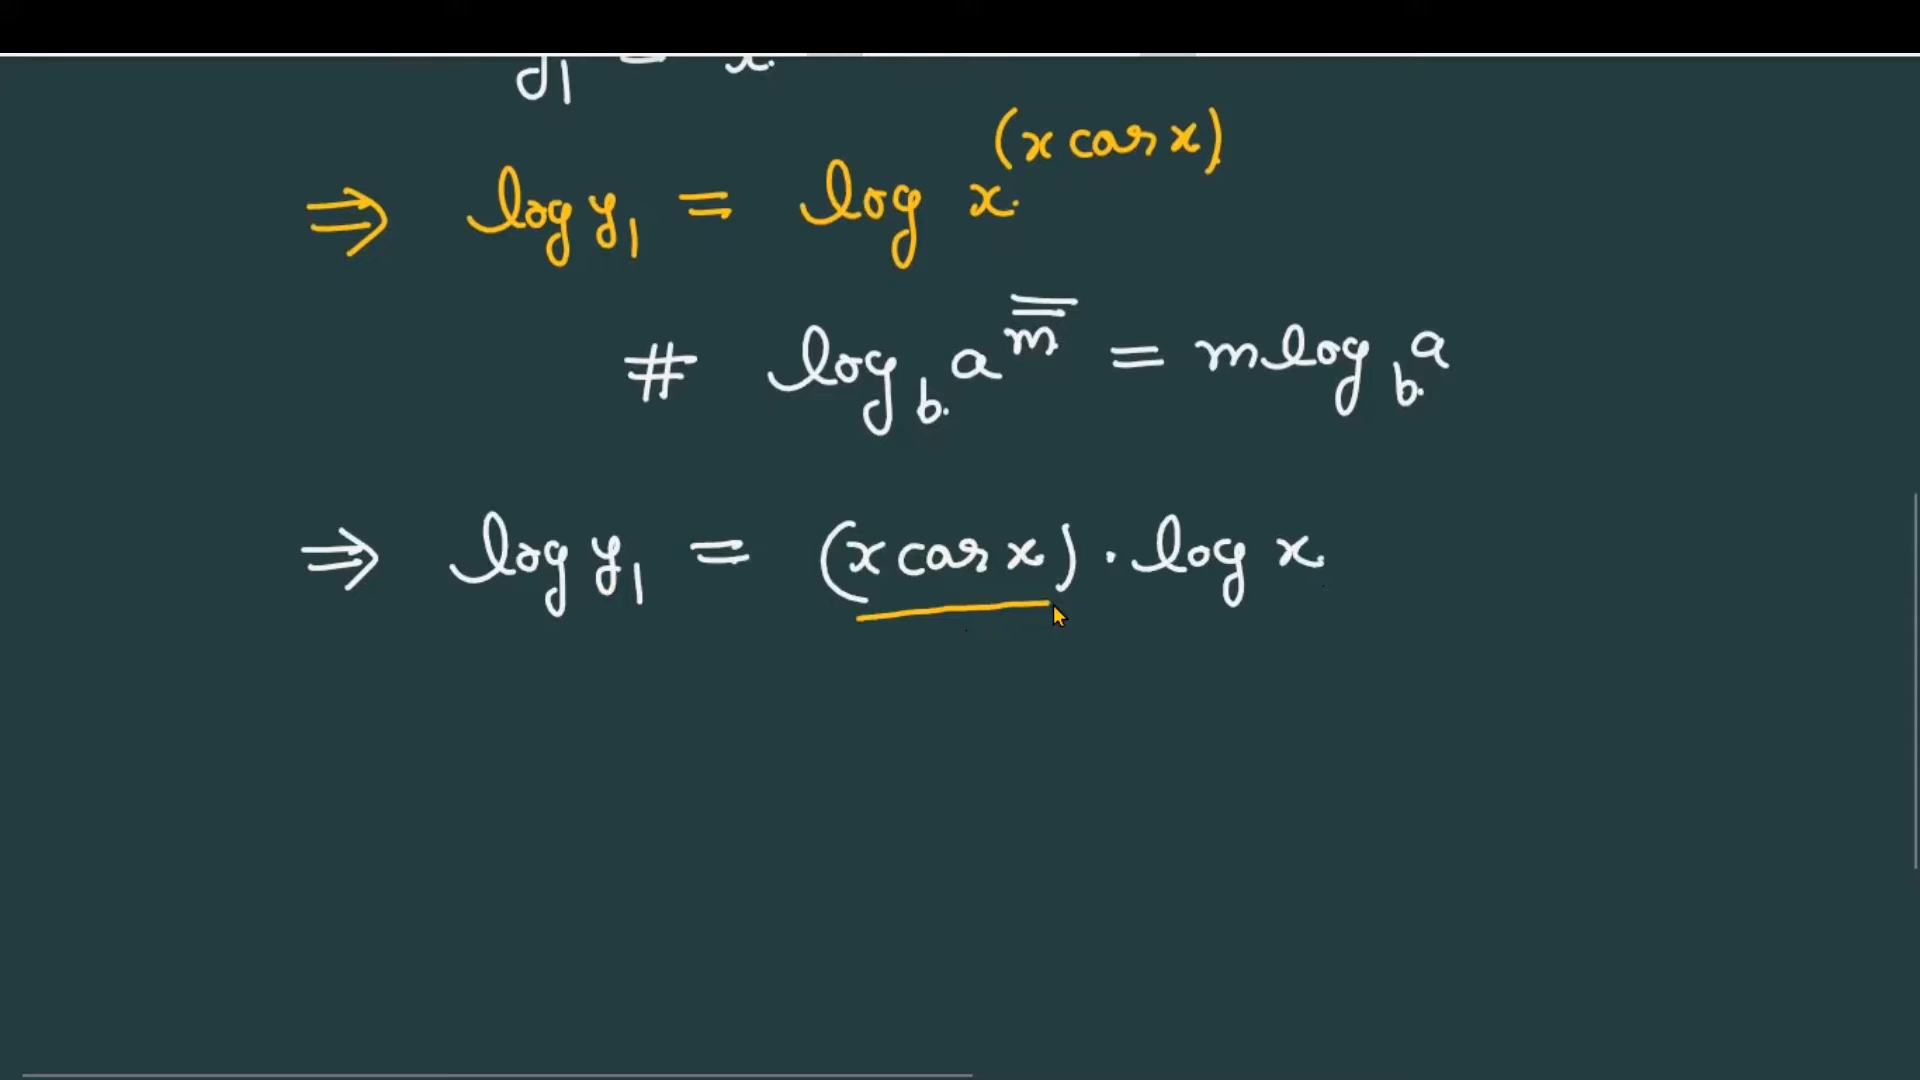 ⇒ log y₁ = log x^(x cos x)
# log_b a^m = m log_b a
⇒ log y₁ = (x cos x) . log x